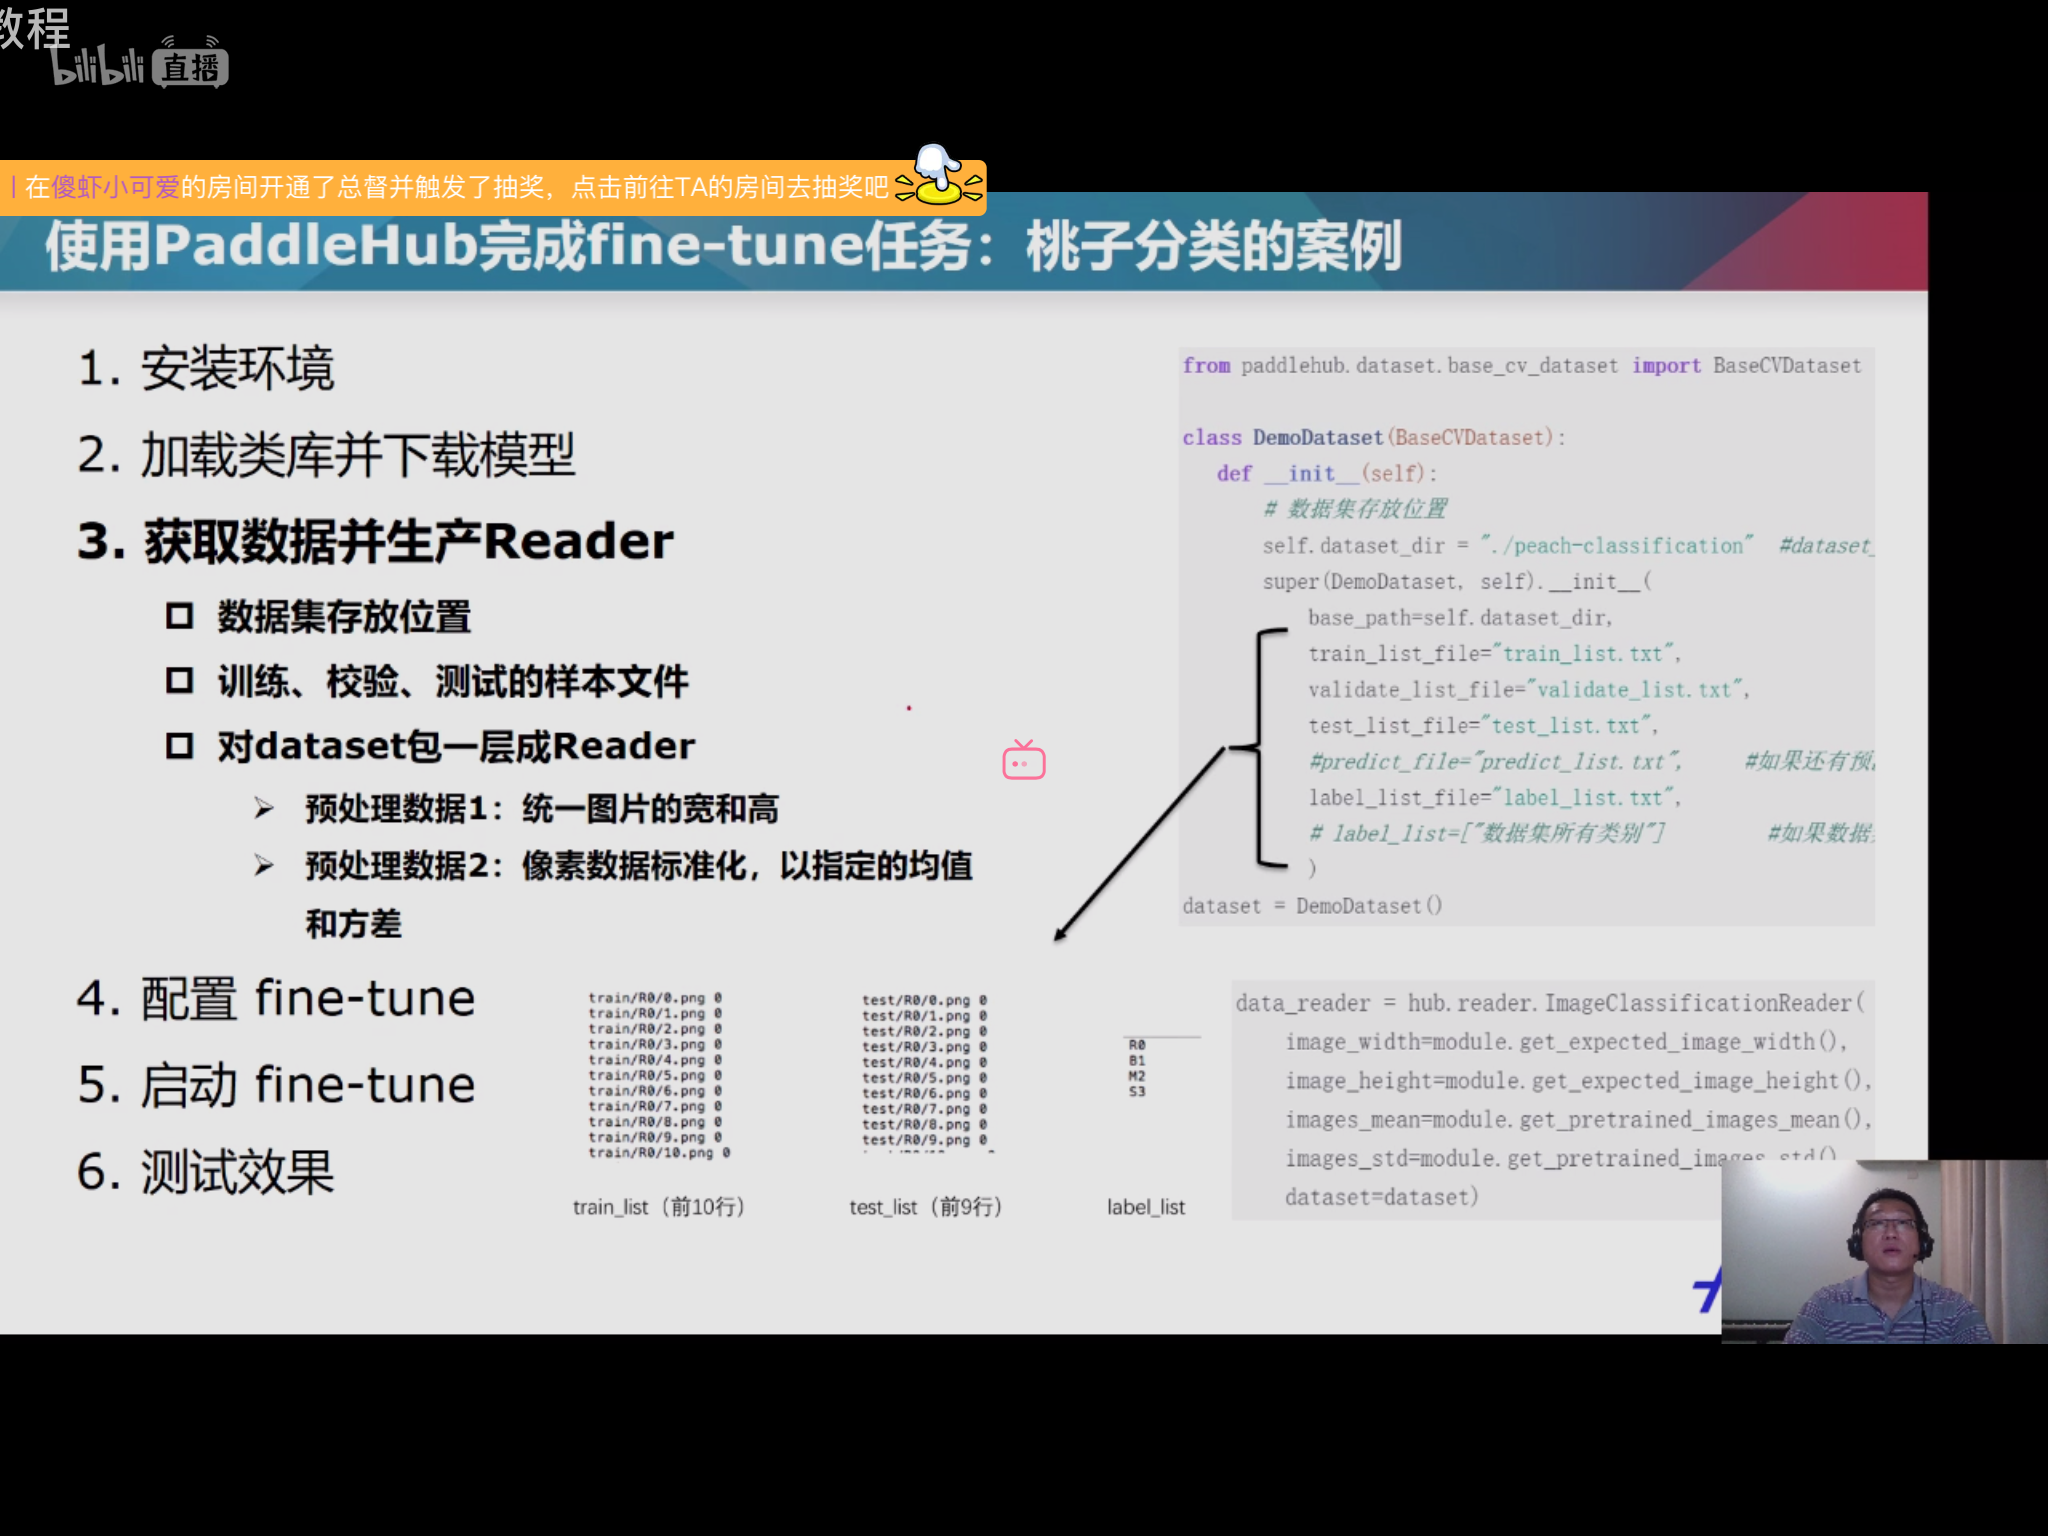 教程
bilibili 直播
在傻虾小可爱的房间开通了总督并触发了抽奖，点击前往TA的房间去抽奖吧
使用PaddleHub完成fine-tune任务：桃子分类的案例
1. 安装环境
2. 加载类库并下载模型
3. 获取数据并生产Reader
数据集存放位置
训练、校验、测试的样本文件
对dataset包一层成Reader
预处理数据1：统一图片的宽和高
预处理数据2：像素数据标准化，以指定的均值
和方差
4. 配置 fine-tune
5. 启动 fine-tune
6. 测试效果
from paddlehub.dataset.base_cv_dataset import BaseCVDataset
class DemoDataset(BaseCVDataset):
def __init__(self):
# 数据集存放位置
self.dataset_dir = "./peach-classification" #dataset_
super(DemoDataset, self).__init__(
base_path=self.dataset_dir,
train_list_file="train_list.txt",
validate_list_file="validate_list.txt",
test_list_file="test_list.txt",
#predict_file="predict_list.txt", #如果还有预
label_list_file="label_list.txt",
# label_list=["数据集所有类别"] #如果数据
)
dataset = DemoDataset()
train/R0/0.png 0
train/R0/1.png 0
train/R0/2.png 0
train/R0/3.png 0
train/R0/4.png 0
train/R0/5.png 0
train/R0/6.png 0
train/R0/7.png 0
train/R0/8.png 0
train/R0/9.png 0
train/R0/10.png 0
train_list（前10行）
test/R0/0.png 0
test/R0/1.png 0
test/R0/2.png 0
test/R0/3.png 0
test/R0/4.png 0
test/R0/5.png 0
test/R0/6.png 0
test/R0/7.png 0
test/R0/8.png 0
test/R0/9.png 0
test_list（前9行）
R0
B1
M2
S3
label_list
data_reader = hub.reader.ImageClassificationReader(
image_width=module.get_expected_image_width(),
image_height=module.get_expected_image_height(),
images_mean=module.get_pretrained_images_mean(),
images_std=module.get_pretrained_images_std()
dataset=dataset)